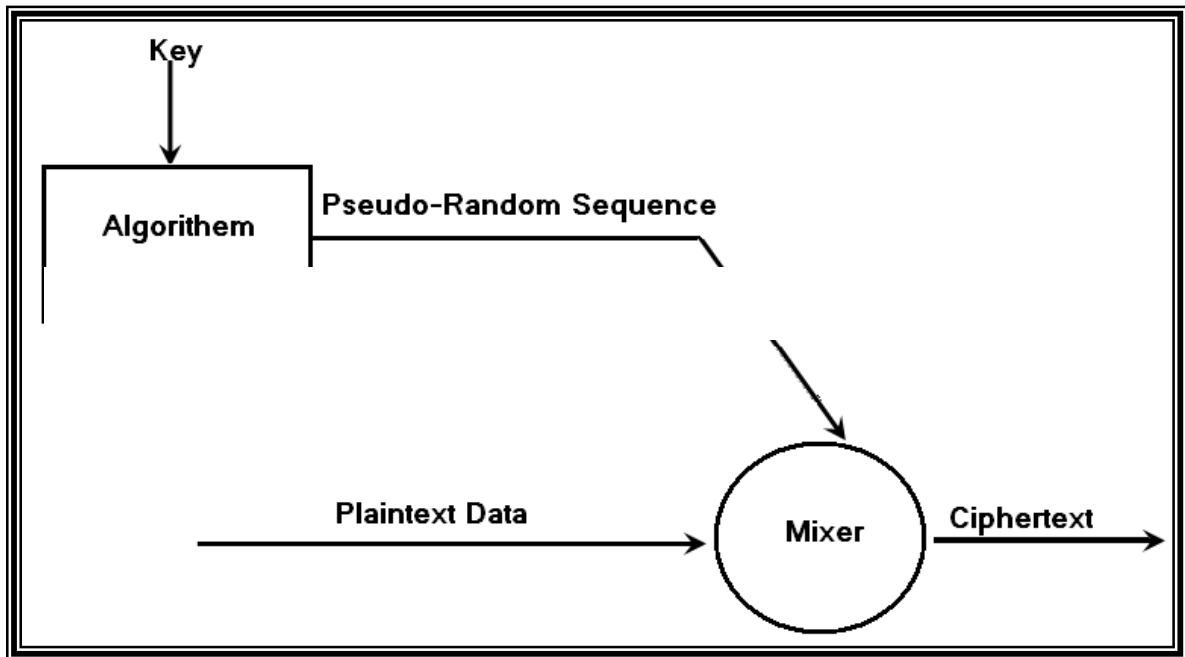 Key
Algorithem
Pseudo-Random Sequence
Plaintext Data
Mixer
Ciphertext